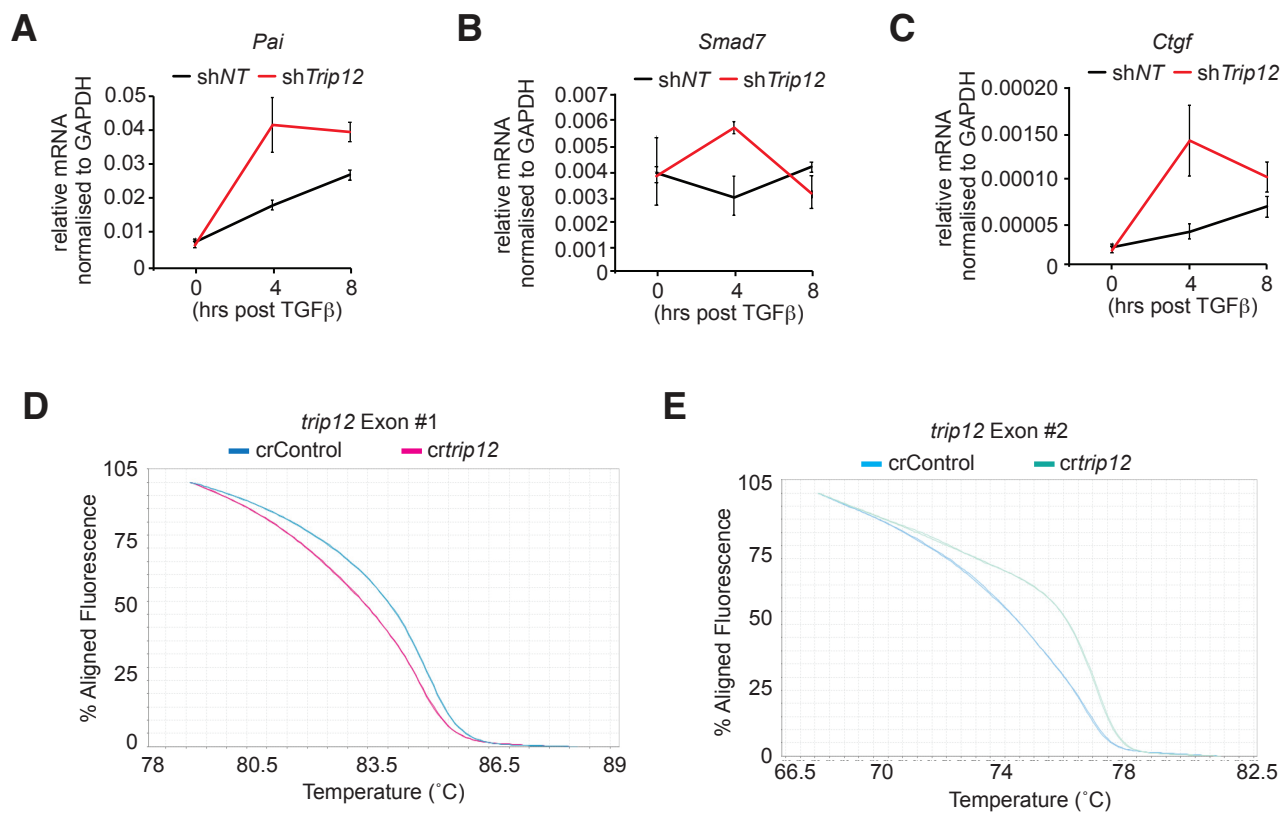 A
Pai
shNT shTrip12
relative mRNA
normalised to GAPDH
0.05
0.04
0.03
0.02
0.01
0
0 4 8
(hrs post TGFβ)
B
Smad7
shNT shTrip12
relative mRNA
normalised to GAPDH
0.007
0.006
0.005
0.004
0.003
0.002
0.001
0
0 4 8
(hrs post TGFβ)
C
Ctgf
shNT shTrip12
relative mRNA
normalised to GAPDH
0.00020
0.00150
0.00010
0.00005
0
0 4 8
(hrs post TGFβ)
D
trip12 Exon #1
crControl crtrip12
% Aligned Fluorescence
105
75
50
25
0
78 80.5 83.5 86.5 89
Temperature (˚C)
E
trip12 Exon #2
crControl crtrip12
% Aligned Fluorescence
105
75
50
25
0
66.5 70 74 78 82.5
Temperature (˚C)